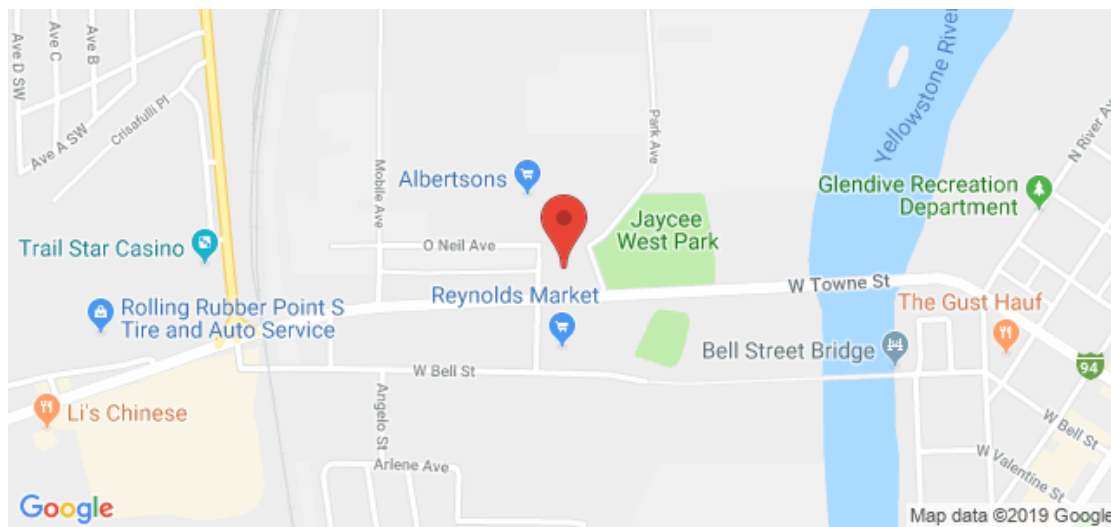 Ave D SW
Ave C
Ave B
Crisafulli Pl
Ave A SW
Mobile Ave
Park Ave
Yellowstone River
N River Av
Albertsons
Glendive Recreation
Department
Trail Star Casino
O Neil Ave
Jaycee
West Park
W Towne St
Reynolds Market
Rolling Rubber Point S
Tire and Auto Service
The Gust Hauf
Bell Street Bridge
94
W Bell St
Li's Chinese
Angelo St
W Bell St
W Valentine St
Arlene Ave
Google
Map data ©2019 Google